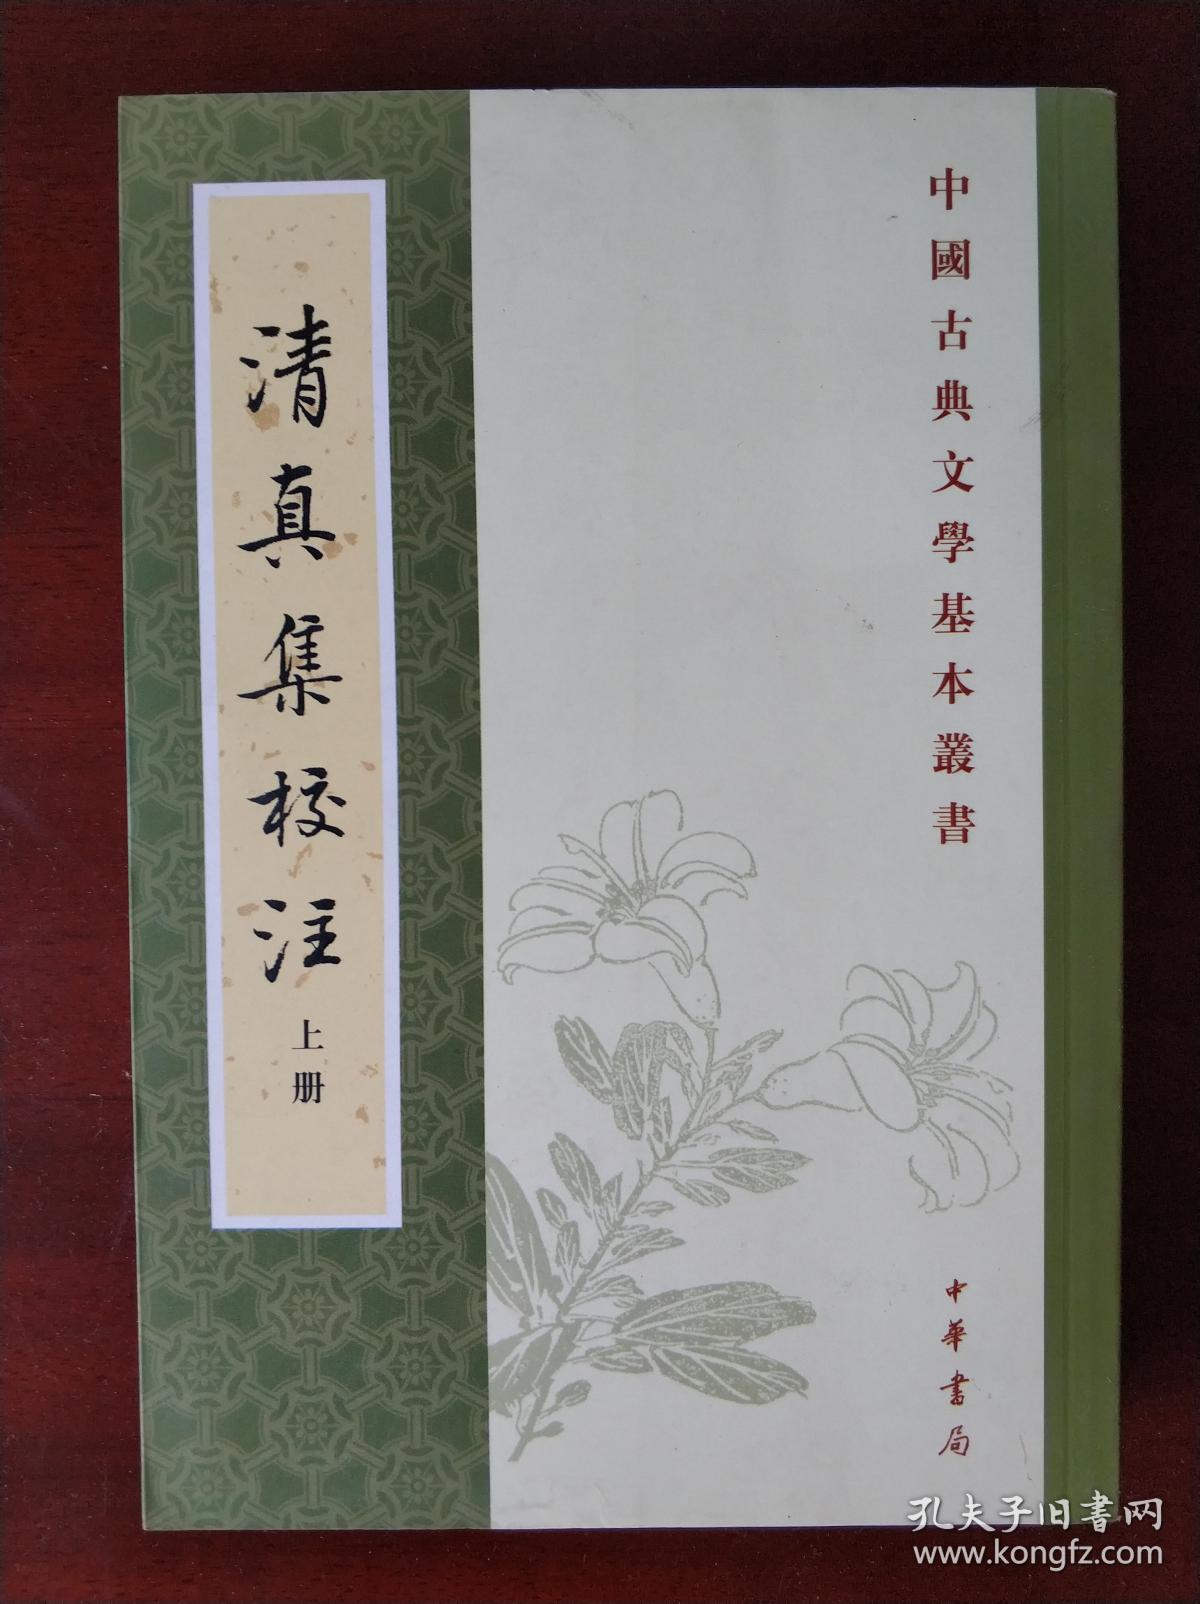 中國古典文學基本叢書
清真集校注
上册
中華書局
孔夫子旧書网
www.kongfz.com